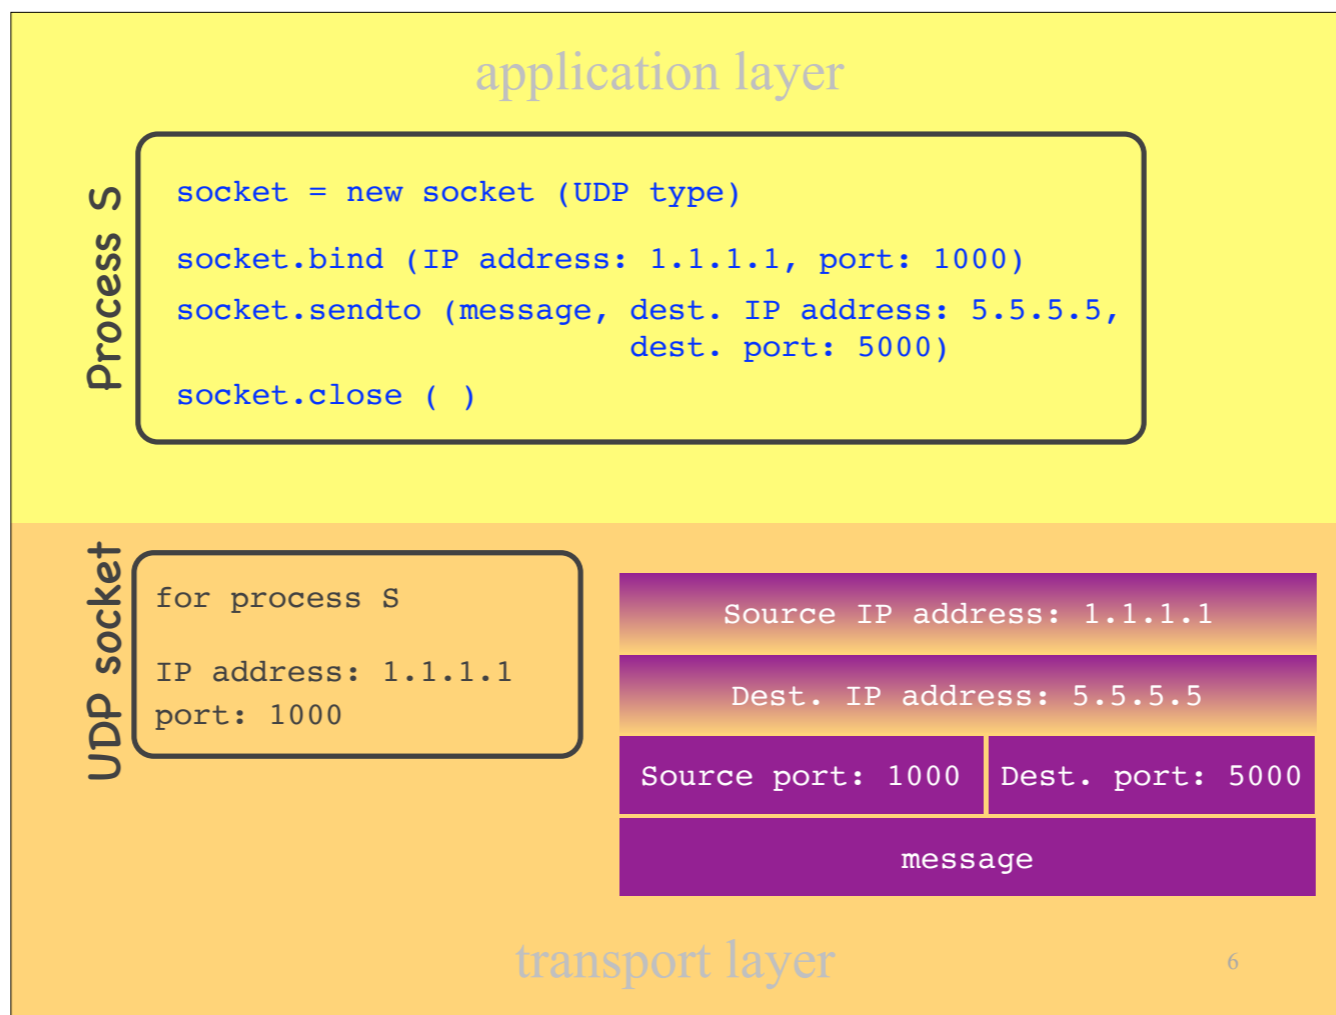 application layer
Process S
socket = new socket (UDP type)
socket.bind (IP address: 1.1.1.1, port: 1000)
socket.sendto (message, dest. IP address: 5.5.5.5,
dest. port: 5000)
socket.close ( )
UDP socket
for process S
IP address: 1.1.1.1
port: 1000
Source IP address: 1.1.1.1
Dest. IP address: 5.5.5.5
Source port: 1000
Dest. port: 5000
message
transport layer
6